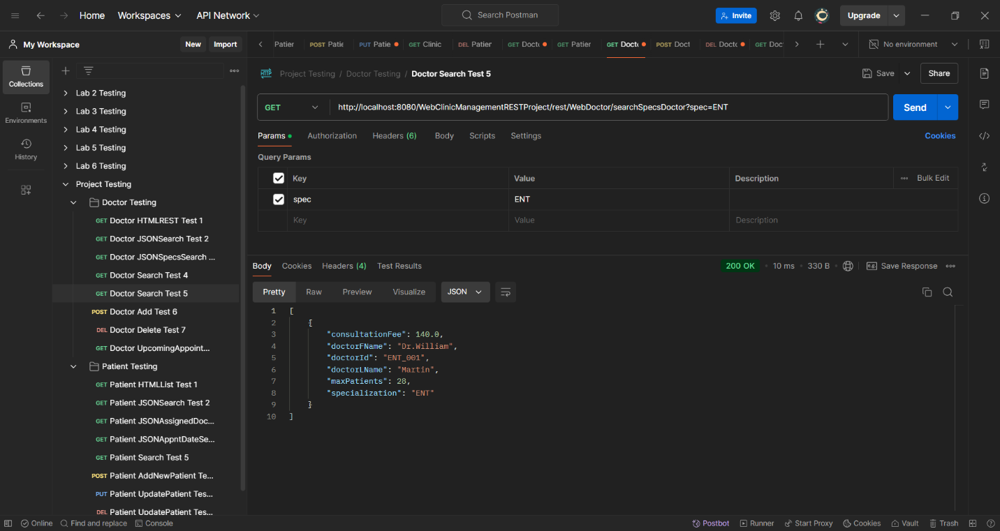 Home
Workspaces
API Network
Search Postman
Invite
Upgrade
My Workspace
New
Import
Patier
POST Patie
PUT Patie
GET Clinic
DEL Patier
GET Doct
GET Patier
GET Docto
POST Doct
DEL Docto
GET Doc
No environment
Collections
Environments
History
Lab 2 Testing
Lab 3 Testing
Lab 4 Testing
Lab 5 Testing
Lab 6 Testing
Project Testing
Doctor Testing
GET Doctor HTMLREST Test 1
GET Doctor JSONSearch Test 2
GET Doctor JSONSpecsSearch ...
GET Doctor Search Test 4
GET Doctor Search Test 5
POST Doctor Add Test 6
DEL Doctor Delete Test 7
GET Doctor UpcomingAppoint...
Patient Testing
GET Patient HTMLList Test 1
GET Patient JSONSearch Test 2
GET Patient JSONAssignedDoc...
GET Patient JSONAppntDateSe...
GET Patient Search Test 5
POST Patient AddNewPatient Te...
PUT Patient UpdatePatient Tes...
DEL Patient UpdatePatient Tes...
HTTP Project Testing / Doctor Testing / Doctor Search Test 5
Save
Share
GET
http://localhost:8080/WebClinicManagementRESTProject/rest/WebDoctor/searchSpecsDoctor?spec=ENT
Send
Params
Authorization
Headers (6)
Body
Scripts
Settings
Cookies
Query Params
Key
Value
Description
Bulk Edit
spec
ENT
Key
Value
Description
Body
Cookies
Headers (4)
Test Results
200 OK
10 ms
330 B
e.g. Save Response
Pretty
Raw
Preview
Visualize
JSON
1 [
2 {
3 "consultationFee": 140.0,
4 "doctorFName": "Dr.William",
5 "doctorId": "ENT_001",
6 "doctorLName": "Martin",
7 "maxPatients": 28,
8 "specialization": "ENT"
9 }
10 ]
Online
Find and replace
Console
Postbot
Runner
Start Proxy
Cookies
Vault
Trash